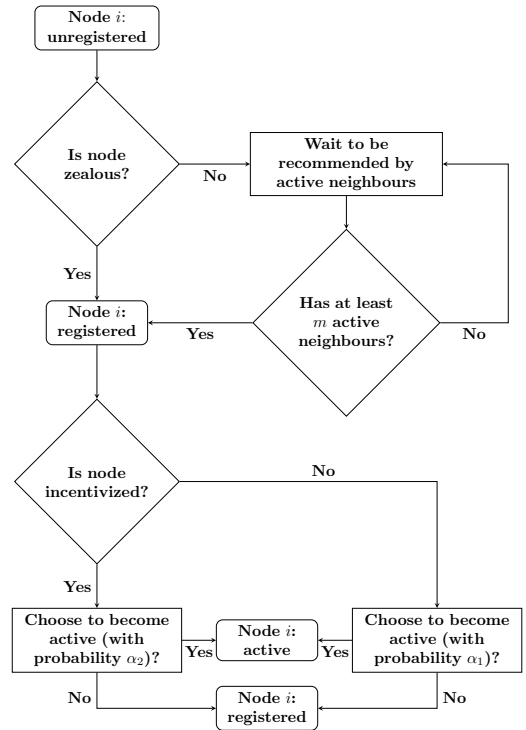 Node i:
unregistered
Is node
zealous?
No
Wait to be
recommended by
active neighbours
Yes
Has at least
m active
neighbours?
No
Yes
Node i:
registered
Is node
incentivized?
No
Yes
Choose to become
active (with
probability α₂)?
Yes
Node i:
active
Yes
Choose to become
active (with
probability α₁)?
No
Node i:
registered
No